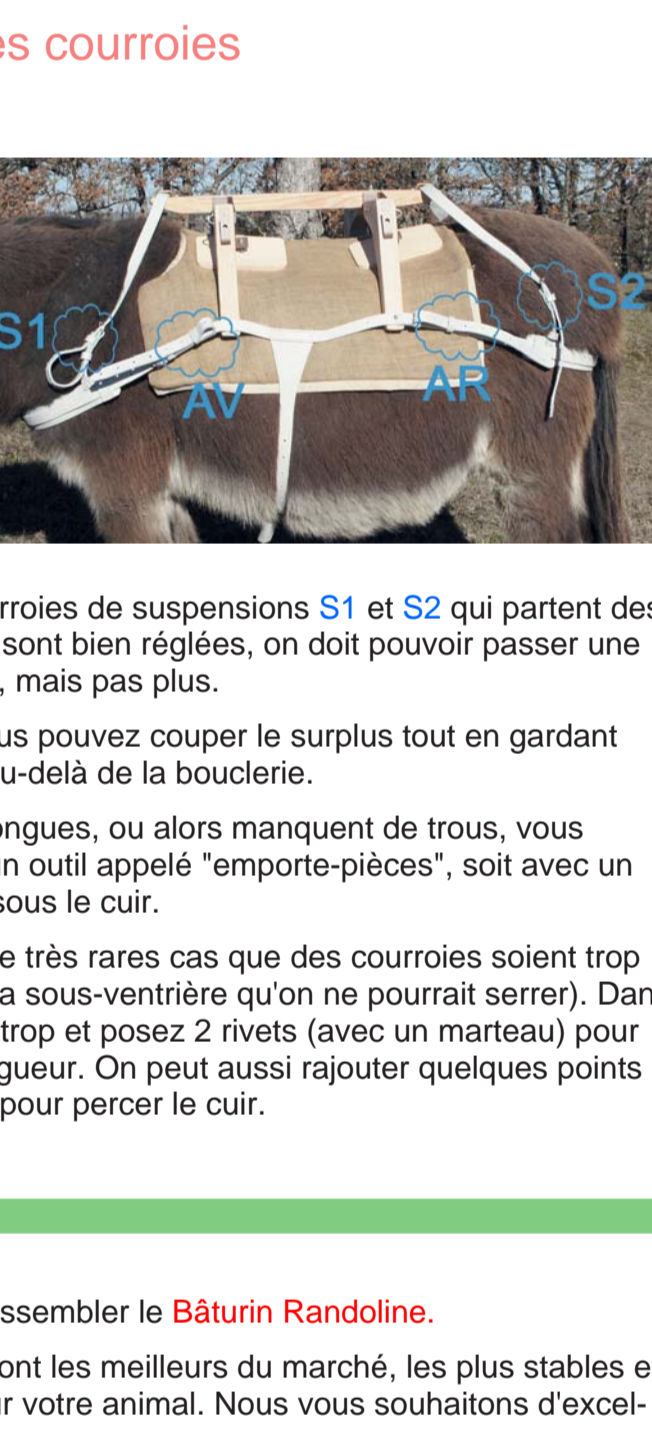 es courroies
S1
S2
AV
AR
rroies de suspensions S1 et S2 qui partent des
sont bien réglées, on doit pouvoir passer une
, mais pas plus.
us pouvez couper le surplus tout en gardant
u-delà de la bouclerie.
ongues, ou alors manquent de trous, vous
un outil appelé "emporte-pièces", soit avec un
sous le cuir.
e très rares cas que des courroies soient trop
a sous-ventrière qu'on ne pourrait serrer). Dan
trop et posez 2 rivets (avec un marteau) pour
gueur. On peut aussi rajouter quelques points
pour percer le cuir.
ssembler le Bâturin Randoline.
ont les meilleurs du marché, les plus stables e
r votre animal. Nous vous souhaitons d'excel-